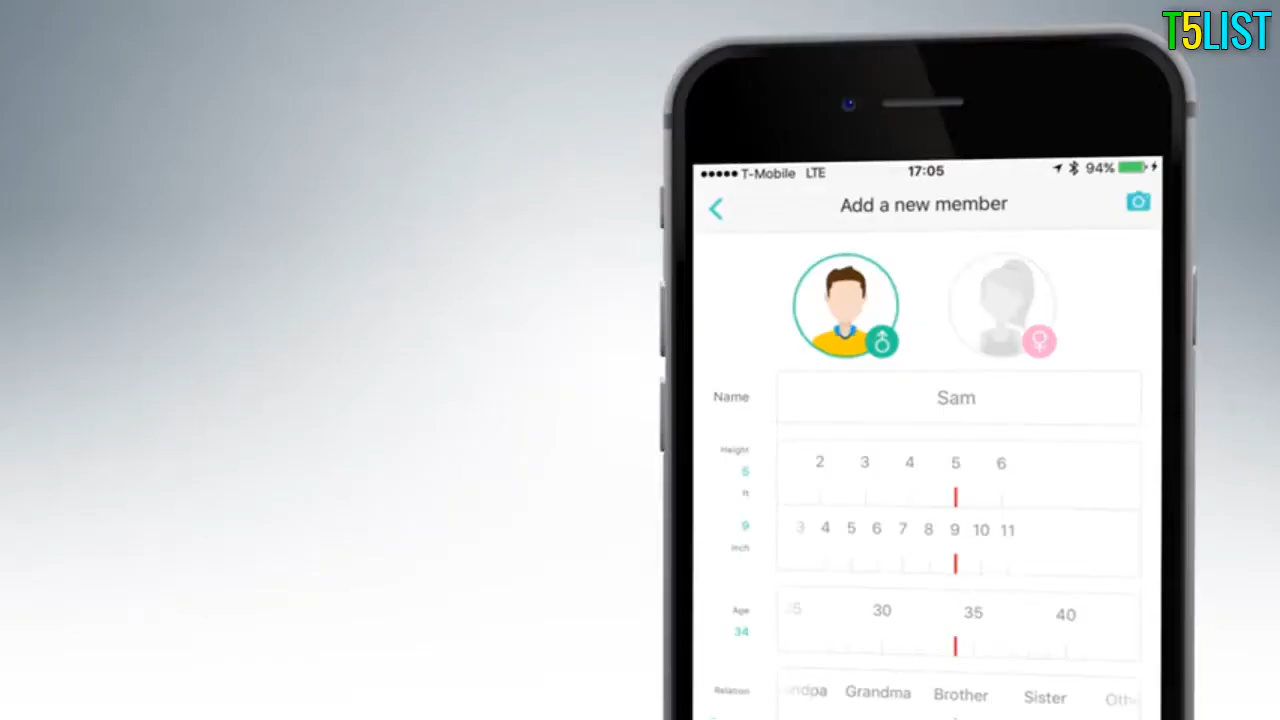 T5LIST
T-Mobile LTE 17:05 94%
Add a new member
Name Sam
Height
5
ft
2 3 4 5 6
9
Inch
3 4 5 6 7 8 9 10 11
Age
34
30 35 40
Relation Grandma Brother Sister